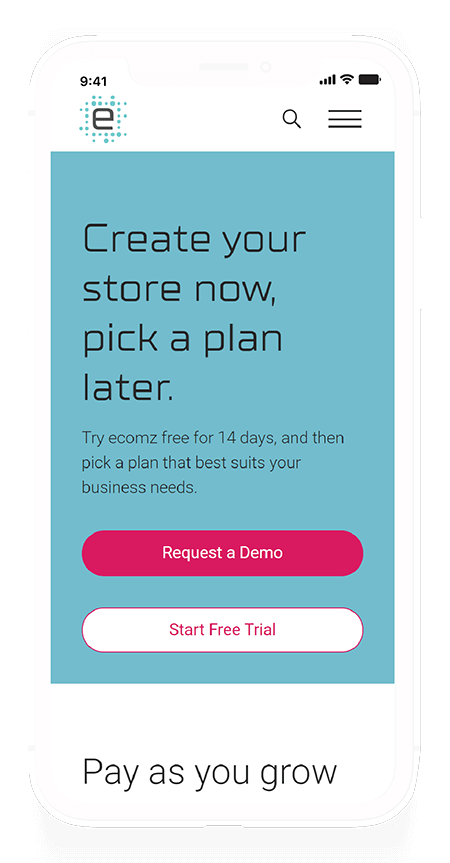 9:41
e
Create your
store now,
pick a plan
later.
Try ecomz free for 14 days, and then
pick a plan that best suits your
business needs.
Request a Demo
Start Free Trial
Pay as you grow